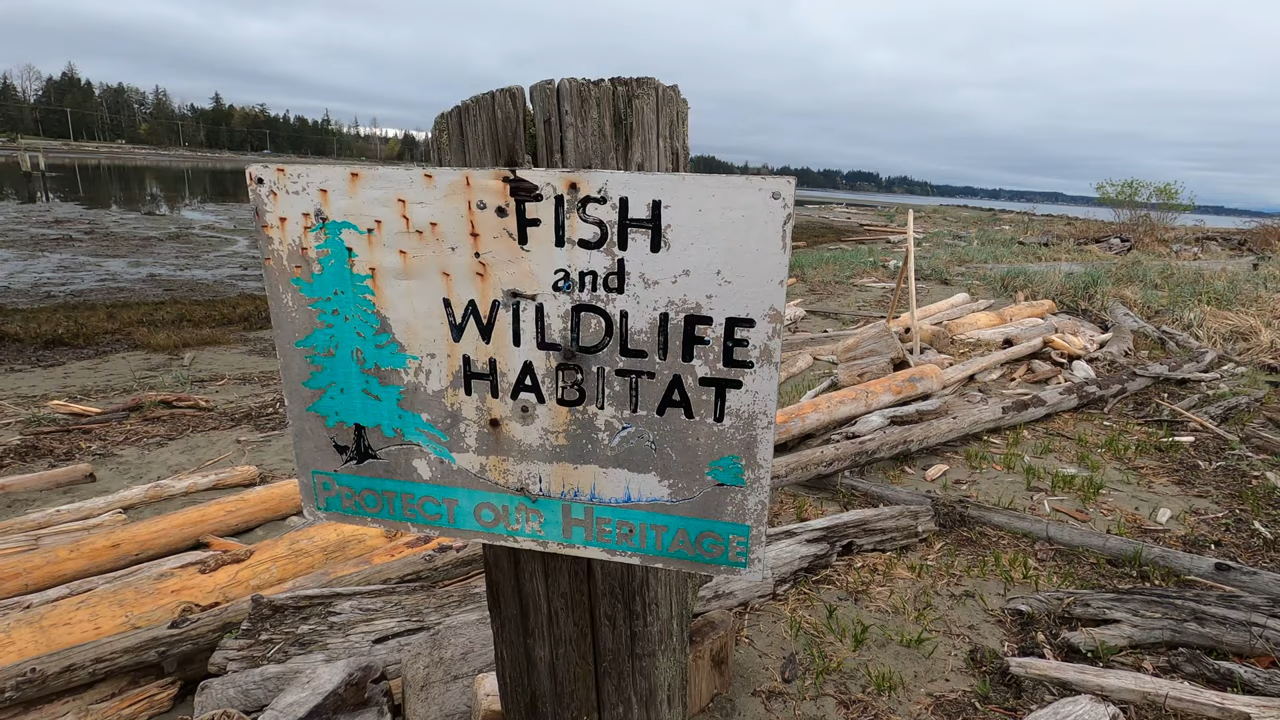 FISH
and
WILDLIFE
HABITAT
PROTECT OUR HERITAGE